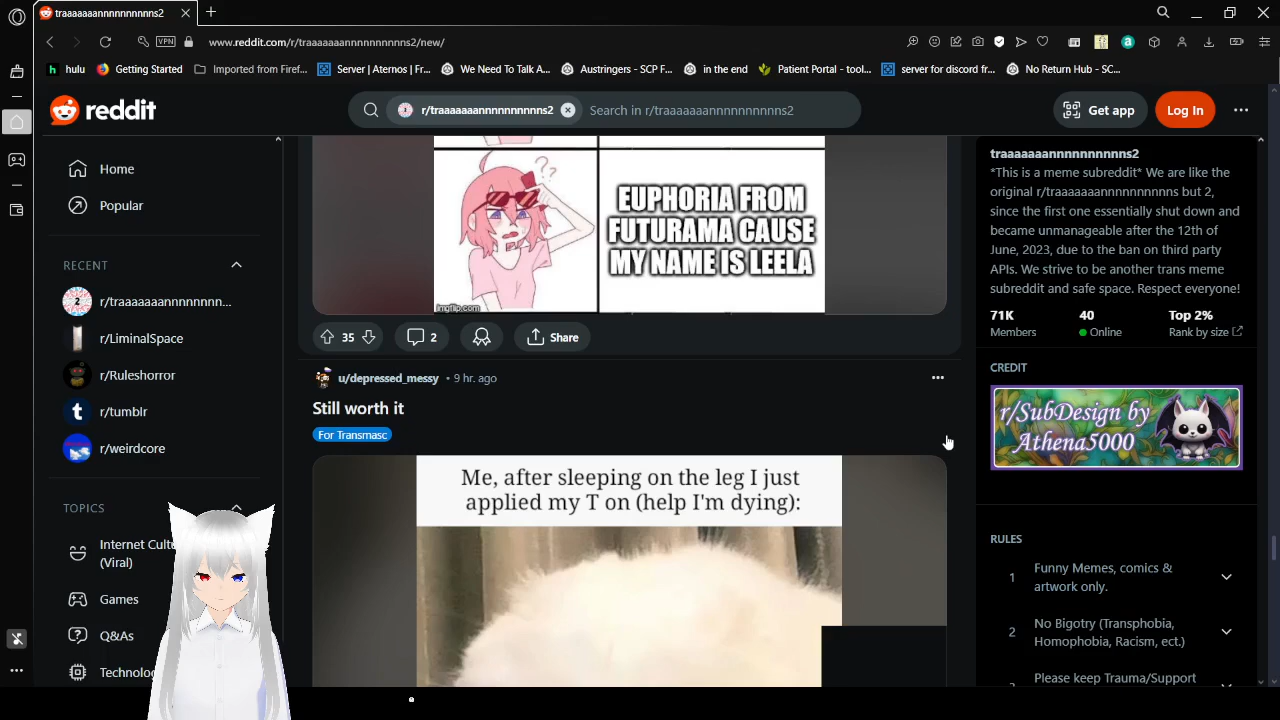 traaaaaaannnnnnnnnns2
VPN
www.reddit.com/r/traaaaaaannnnnnnnnns2/new/
hulu
Getting Started
Imported from Firef...
Server | Aternos | Fr...
We Need To Talk A...
Austringers - SCP F...
in the end
Patient Portal - tool...
server for discord fr...
No Return Hub - SC...
reddit
r/traaaaaaannnnnnnnnns2
Search in r/traaaaaaannnnnnnnnns2
Get app
Log In
Home
Popular
RECENT
r/traaaaaaannnnnnn...
r/LiminalSpace
r/Ruleshorror
r/tumblr
r/weirdcore
TOPICS
Internet Cult
(Viral)
Games
Q&As
Technolog
??
EUPHORIA FROM
FUTURAMA CAUSE
MY NAME IS LEELA
imgflip.com
35
2
Share
u/depressed_messy • 9 hr. ago
Still worth it
For Transmasc
Me, after sleeping on the leg I just
applied my T on (help I'm dying):
traaaaaaannnnnnnnnns2
*This is a meme subreddit* We are like the
original r/traaaaaaannnnnnnnnns but 2,
since the first one essentially shut down and
became unmanageable after the 12th of
June, 2023, due to the ban on third party
APIs. We strive to be another trans meme
subreddit and safe space. Respect everyone!
71K
Members
40
Online
Top 2%
Rank by size
CREDIT
r/SubDesign by
Athena5000
RULES
1
Funny Memes, comics &
artwork only.
2
No Bigotry (Transphobia,
Homophobia, Racism, ect.)
Please keep Trauma/Support